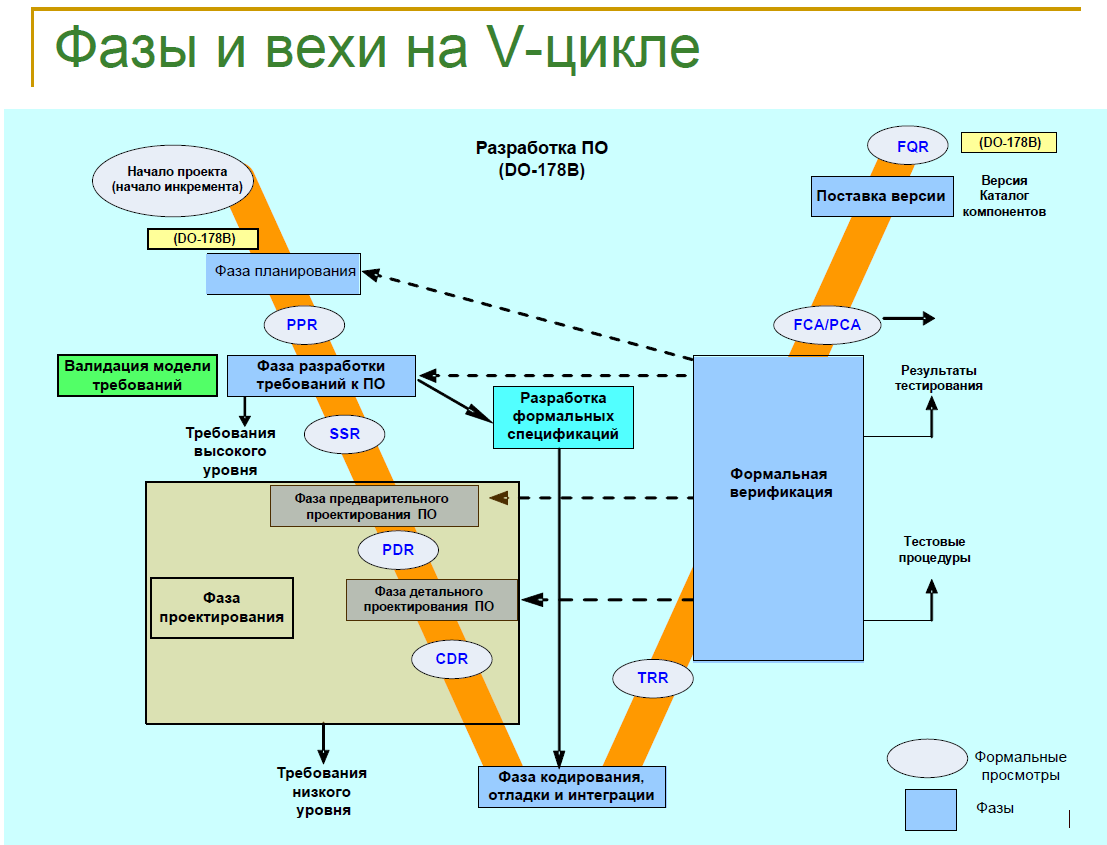 Фазы и вехи на V-цикле
Разработка ПО
(DO-178B)
Начало проекта
(начало инкремента)
(DO-178B)
Фаза планирования
PPR
Валидация модели
требований
Фаза разработки
требований к ПО
Требования
высокого
уровня
SSR
Разработка
формальных
спецификаций
Фаза предварительного
проектирования ПО
PDR
Фаза
проектирования
Фаза детального
проектирования ПО
CDR
Требования
низкого
уровня
Фаза кодирования,
отладки и интеграции
TRR
Формальная
верификация
Тестовые
процедуры
Результаты
тестирования
FCA/PCA
Поставка версии
Версия
Каталог
компонентов
FQR
(DO-178B)
Формальные
просмотры
Фазы